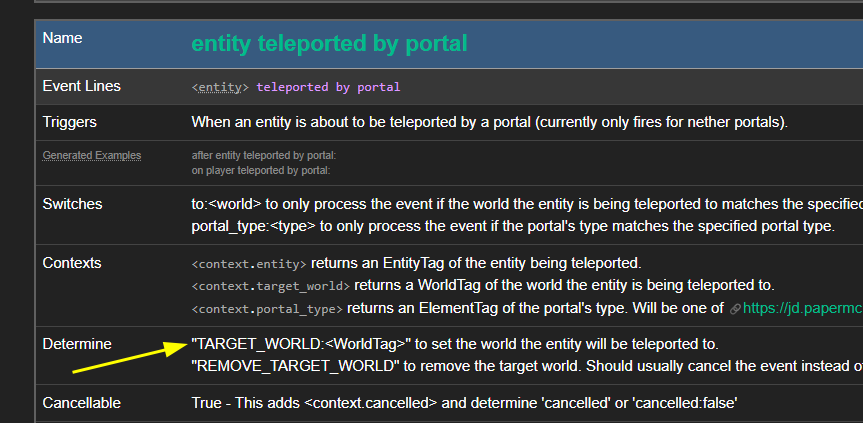 Name
entity teleported by portal
Event Lines
<entity> teleported by portal
Triggers
When an entity is about to be teleported by a portal (currently only fires for nether portals).
Generated Examples
after entity teleported by portal:
on player teleported by portal:
Switches
to:<world> to only process the event if the world the entity is being teleported to matches the specified
portal_type:<type> to only process the event if the portal's type matches the specified portal type.
Contexts
<context.entity> returns an EntityTag of the entity being teleported.
<context.target_world> returns a WorldTag of the world the entity is being teleported to.
<context.portal_type> returns an ElementTag of the portal's type. Will be one of https://jd.papermc
Determine
"TARGET_WORLD:<WorldTag>" to set the world the entity will be teleported to.
"REMOVE_TARGET_WORLD" to remove the target world. Should usually cancel the event instead of
Cancellable
True - This adds <context.cancelled> and determine 'cancelled' or 'cancelled:false'